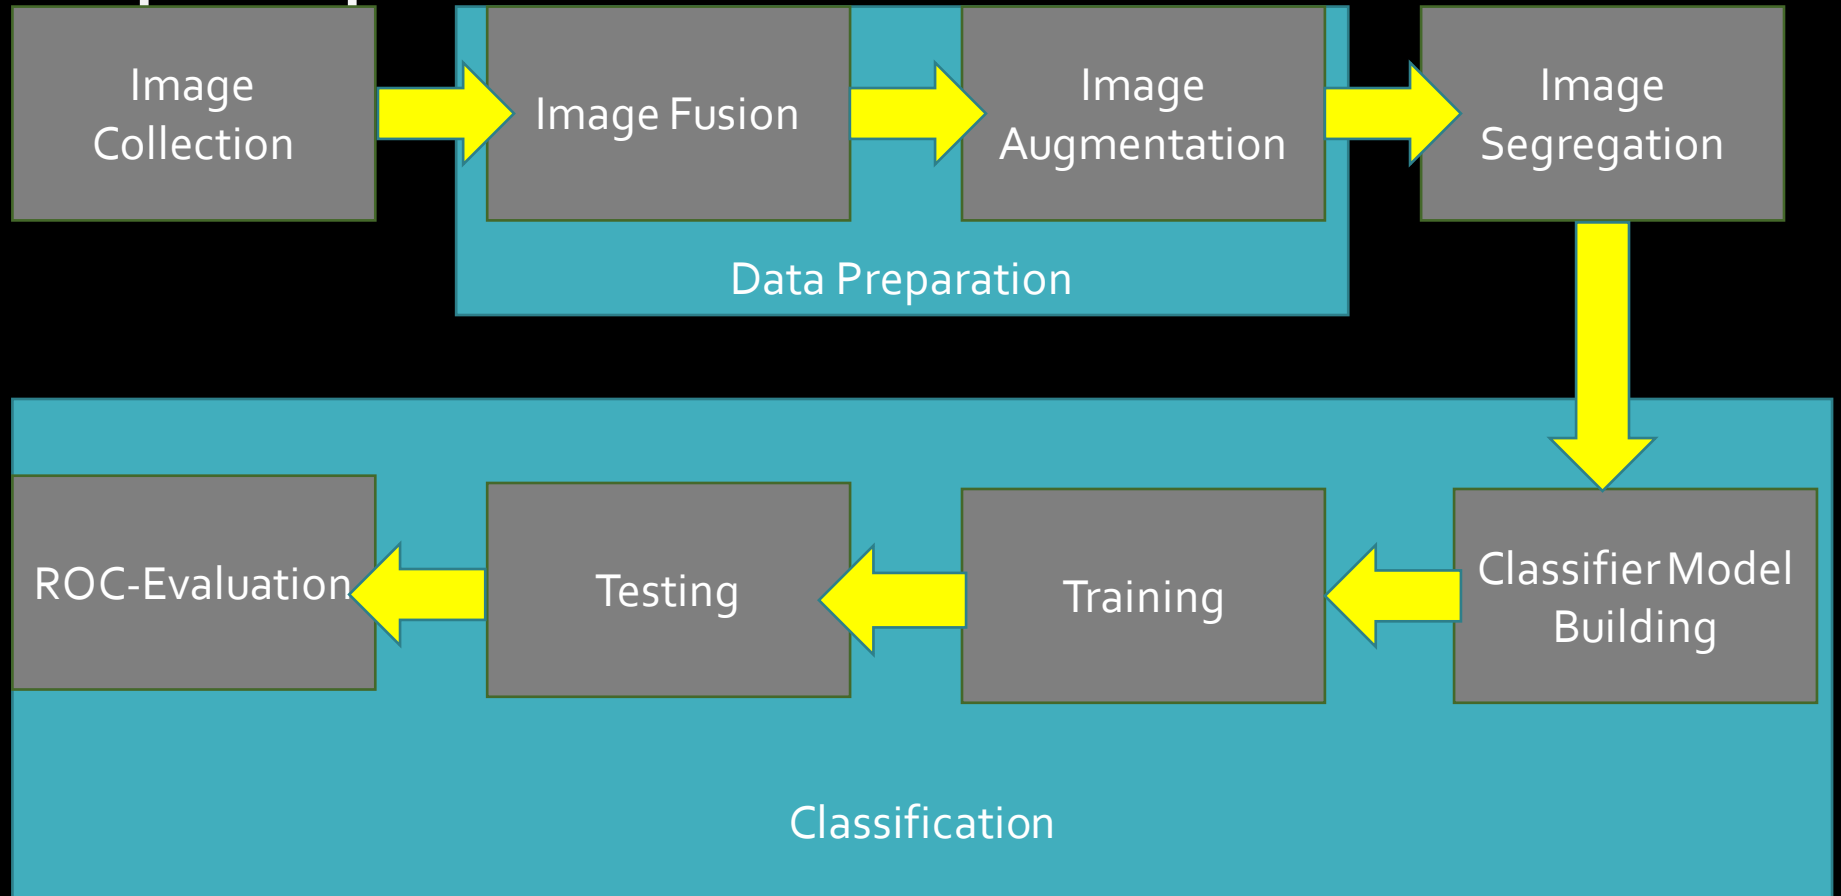 Image
Collection
Image Fusion
Image
Augmentation
Image
Segregation
Data Preparation
Classifier Model
Building
Training
Testing
ROC-Evaluation
Classification